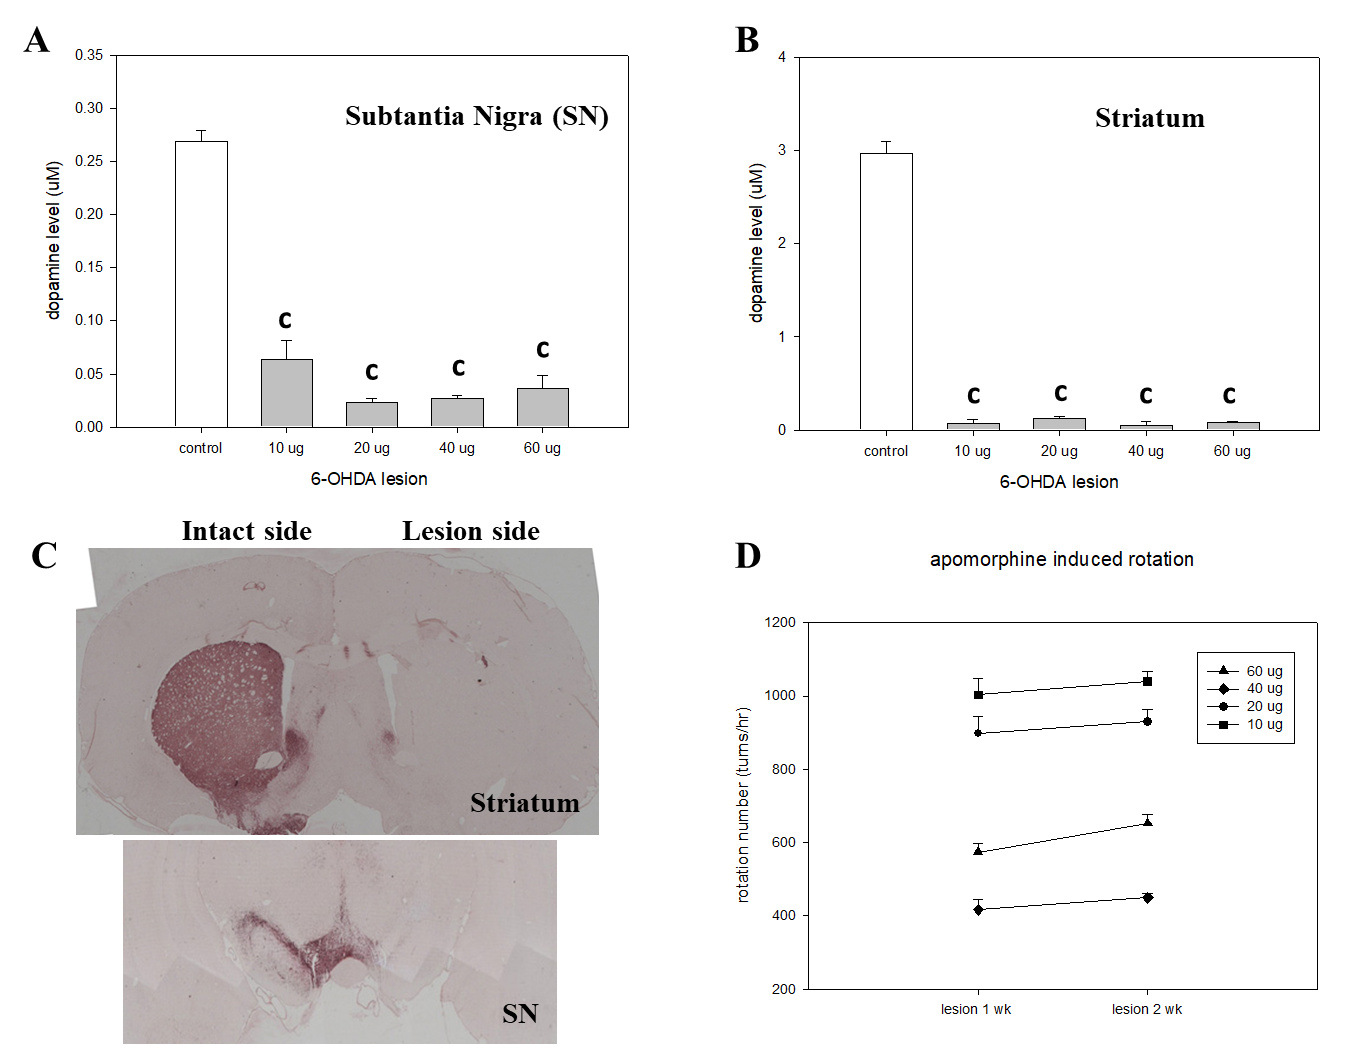 A
0.35
0.30
0.25
0.20
0.15
0.10
0.05
0.00
dopamine level (uM)
Subtantia Nigra (SN)
c
c
c
c
control
10 ug
20 ug
40 ug
60 ug
6-OHDA lesion
B
4
3
2
1
0
dopamine level (uM)
Striatum
c
c
c
c
control
10 ug
20 ug
40 ug
60 ug
6-OHDA lesion
C
Intact side
Lesion side
Striatum
SN
D
apomorphine induced rotation
1200
1000
800
600
400
200
rotation number (turns/hr)
60 ug
40 ug
20 ug
10 ug
lesion 1 wk
lesion 2 wk